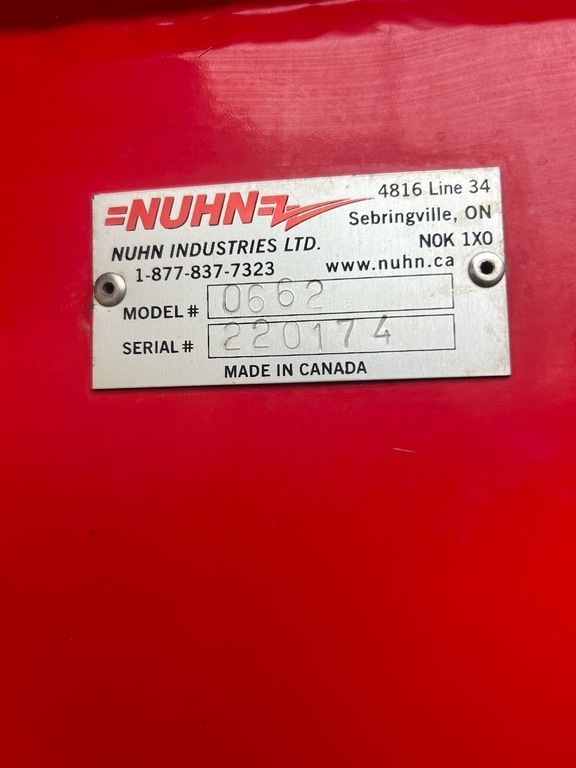 NUHN
4816 Line 34
Sebringville, ON
NOK 1X0
NUHN INDUSTRIES LTD.
1-877-837-7323
www.nuhn.ca
MODEL # 0662
SERIAL # 220174
MADE IN CANADA